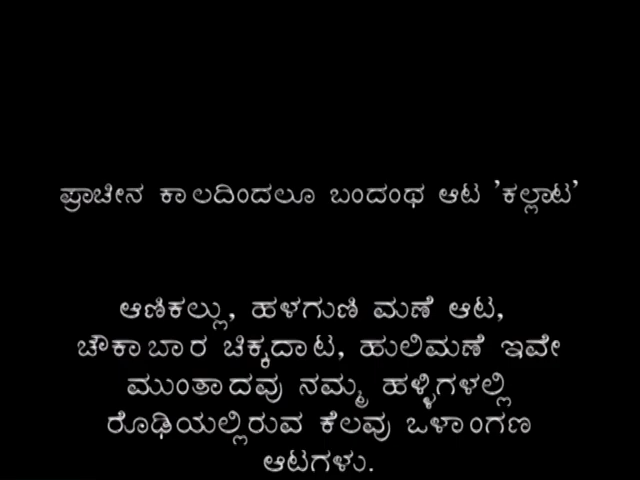 ಪ್ರಾಚೀನ ಕಾಲದಿಂದಲೂ ಬಂದಂಥ ಆಟ 'ಕಲ್ಲಾಟ'
ಆಣಿಕಲ್ಲು, ಹಳಗುಣಿ ಮಣೆ ಆಟ,
ಚೌಕಾಬಾರ ಚಿಕ್ಕದಾಟ, ಹುಲಿಮಣೆ ಇವೇ
ಮುಂತಾದವು ನಮ್ಮ ಹಳ್ಳಿಗಳಲ್ಲಿ
ರೊಢಿಯಲ್ಲಿರುವ ಕೆಲವು ಒಳಾಂಗಣ
ಆಟಗಳು.